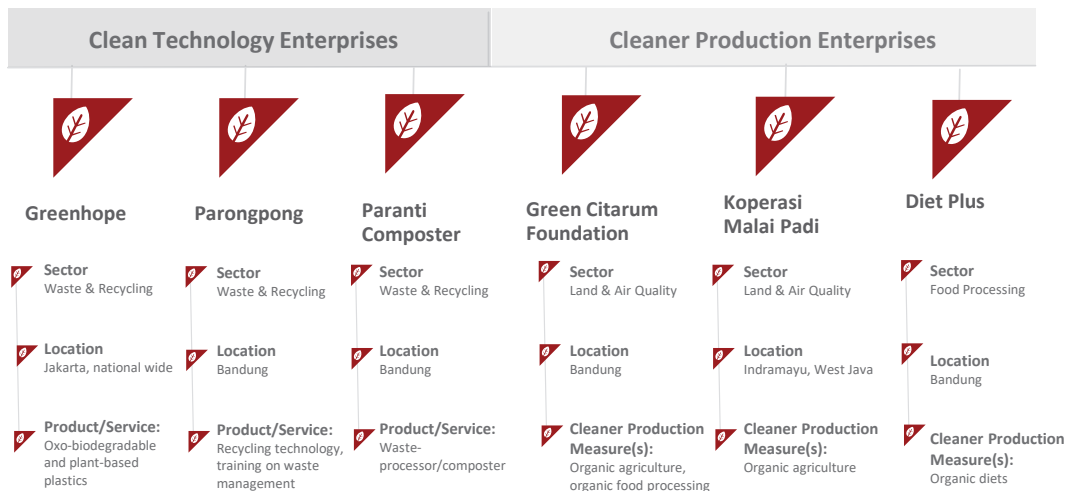 Clean Technology Enterprises
Cleaner Production Enterprises
Greenhope
Sector
Waste & Recycling
Location
Jakarta, national wide
Product/Service:
Oxo-biodegradable
and plant-based
plastics
Parongpong
Sector
Waste & Recycling
Location
Bandung
Product/Service:
Recycling technology,
training on waste
management
Paranti
Composter
Sector
Waste & Recycling
Location
Bandung
Product/Service:
Waste-
processor/composter
Green Citarum
Foundation
Sector
Land & Air Quality
Location
Bandung
Cleaner Production
Measure(s):
Organic agriculture,
organic food processing
Koperasi
Malai Padi
Sector
Land & Air Quality
Location
Indramayu, West Java
Cleaner Production
Measure(s):
Organic agriculture
Diet Plus
Sector
Food Processing
Location
Bandung
Cleaner Production
Measure(s):
Organic diets